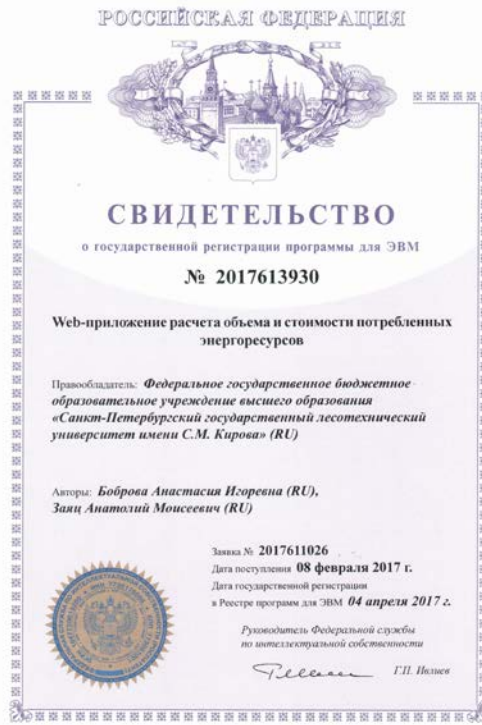 РОССИЙСКАЯ ФЕДЕРАЦИЯ
СВИДЕТЕЛЬСТВО
о государственной регистрации программы для ЭВМ
№ 2017613930
Web-приложение расчета объема и стоимости потребленных
энергоресурсов
Правообладатель: Федеральное государственное бюджетное
образовательное учреждение высшего образования
«Санкт-Петербургский государственный лесотехнический
университет имени С.М. Кирова» (RU)
Авторы: Боброва Анастасия Игоревна (RU),
Заяц Анатолий Моисеевич (RU)
Заявка № 2017611026
Дата поступления 08 февраля 2017 г.
Дата государственной регистрации
в Реестре программ для ЭВМ 04 апреля 2017 г.
Руководитель Федеральной службы
по интеллектуальной собственности
Г.П. Ивлиев